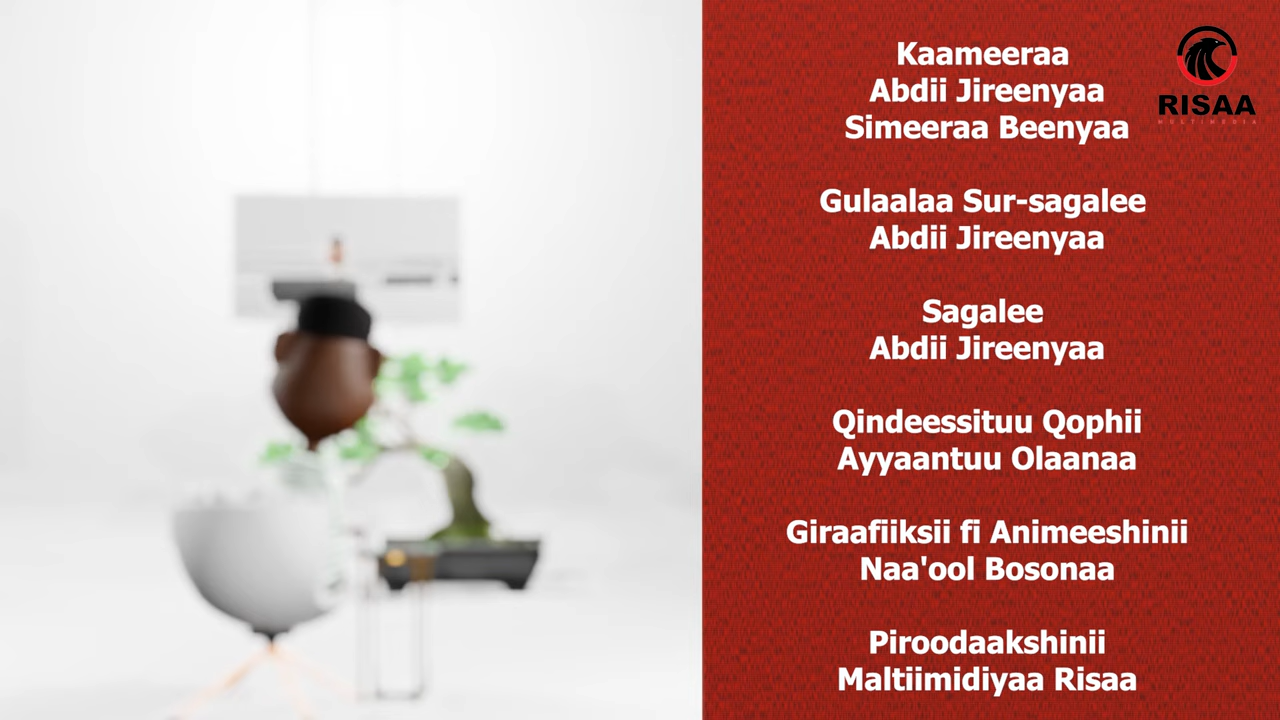 Kaameeraa
Abdii Jireenyaa
Simeeraa Beenyaa
RISAA
MULTIMEDIA
Gulaalaa Sur-sagalee
Abdii Jireenyaa
Sagalee
Abdii Jireenyaa
Qindeessituu Qophii
Ayyaantuu Olaanaa
Giraafiiksii fi Animeeshinii
Naa'ool Bosonaa
Piroodaakshinii
Maltiimidiyaa Risaa